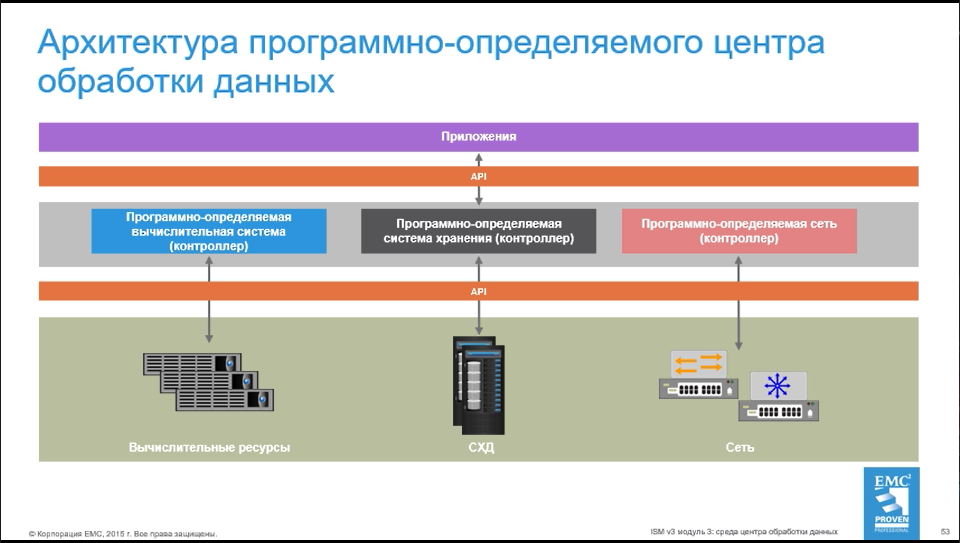 Архитектура программно-определяемого центра
обработки данных
Приложения
API
Программно-определяемая
вычислительная система
(контроллер)
Программно-определяемая
система хранения (контроллер)
Программно-определяемая сеть
(контроллер)
API
Вычислительные ресурсы
СХД
Сеть
EMC²
PROVEN
PROFESSIONAL
© Корпорация EMC, 2015 г. Все права защищены.
ISM v3 модуль 3: среда центра обработки данных
53